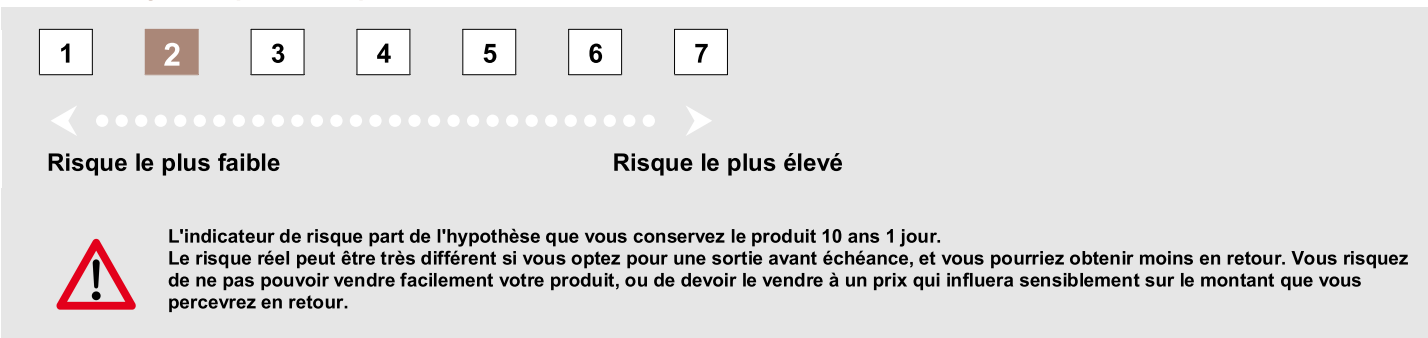 1 2 3 4 5 6 7
Risque le plus faible Risque le plus élevé
L'indicateur de risque part de l'hypothèse que vous conservez le produit 10 ans 1 jour.
Le risque réel peut être très différent si vous optez pour une sortie avant échéance, et vous pourriez obtenir moins en retour. Vous risquez
de ne pas pouvoir vendre facilement votre produit, ou de devoir le vendre à un prix qui influera sensiblement sur le montant que vous
percevrez en retour.